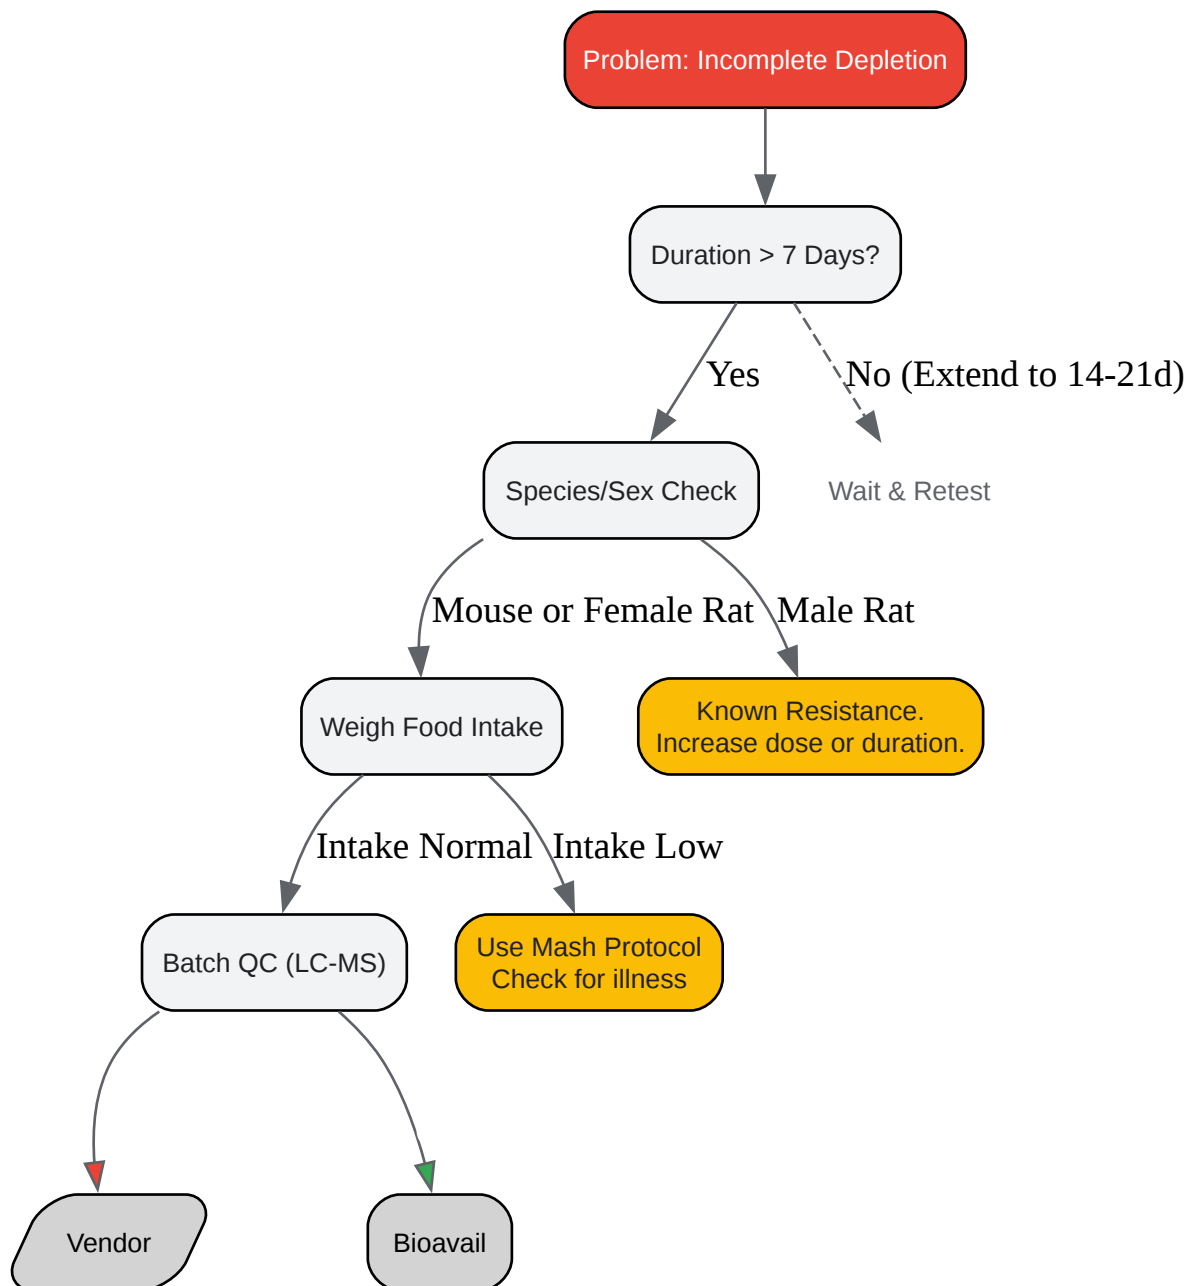 Problem: Incomplete Depletion
Duration > 7 Days?
Yes
No (Extend to 14-21d)
Species/Sex Check
Wait & Retest
Mouse or Female Rat
Male Rat
Weigh Food Intake
Known Resistance.
Increase dose or duration.
Intake Normal
Intake Low
Batch QC (LC-MS)
Use Mash Protocol
Check for illness
Vendor
Bioavail